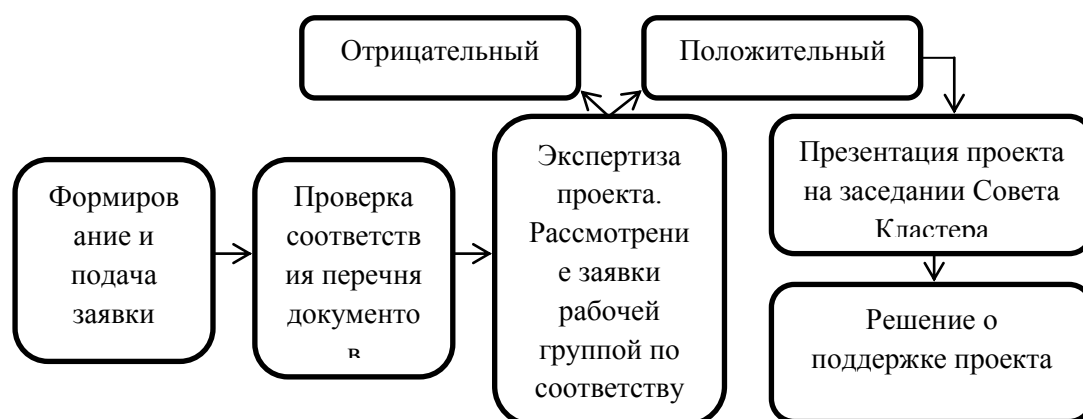 Отрицательный
Положительный
Формиров
ание и
подача
заявки
Проверка
соответств
ия перечня
документо
в
Экспертиза
проекта.
Рассмотрени
е заявки
рабочей
группой по
соответству
Презентация проекта
на заседании Совета
Кластера
Решение о
поддержке проекта